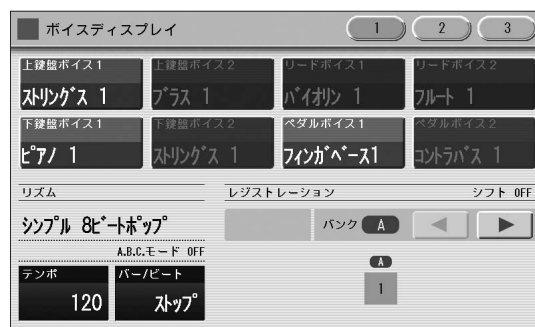 ボイスディスプレイ 1 2 3
上鍵盤ボイス1 上鍵盤ボイス2 リードボイス1 リードボイス2
ストリングス 1 ブラス 1 バイオリン 1 フルート 1
下鍵盤ボイス1 下鍵盤ボイス2 ペダルボイス1 ペダルボイス2
ピアノ 1 ストリングス 1 フィンガベース1 コントラバス 1
リズム レジストレーション シフト OFF
シンプル 8ビートポップ バンク A
A.B.C.モード OFF A
テンポ バー/ビート 1
120 ストップ